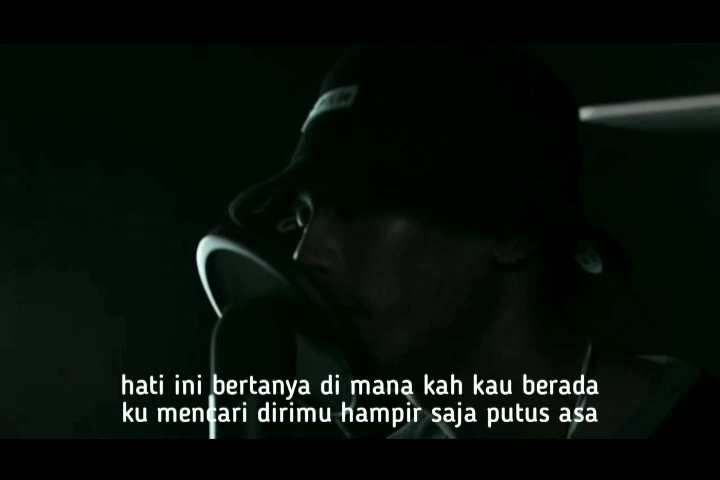 hati ini bertanya di mana kah kau berada
ku mencari dirimu hampir saja putus asa